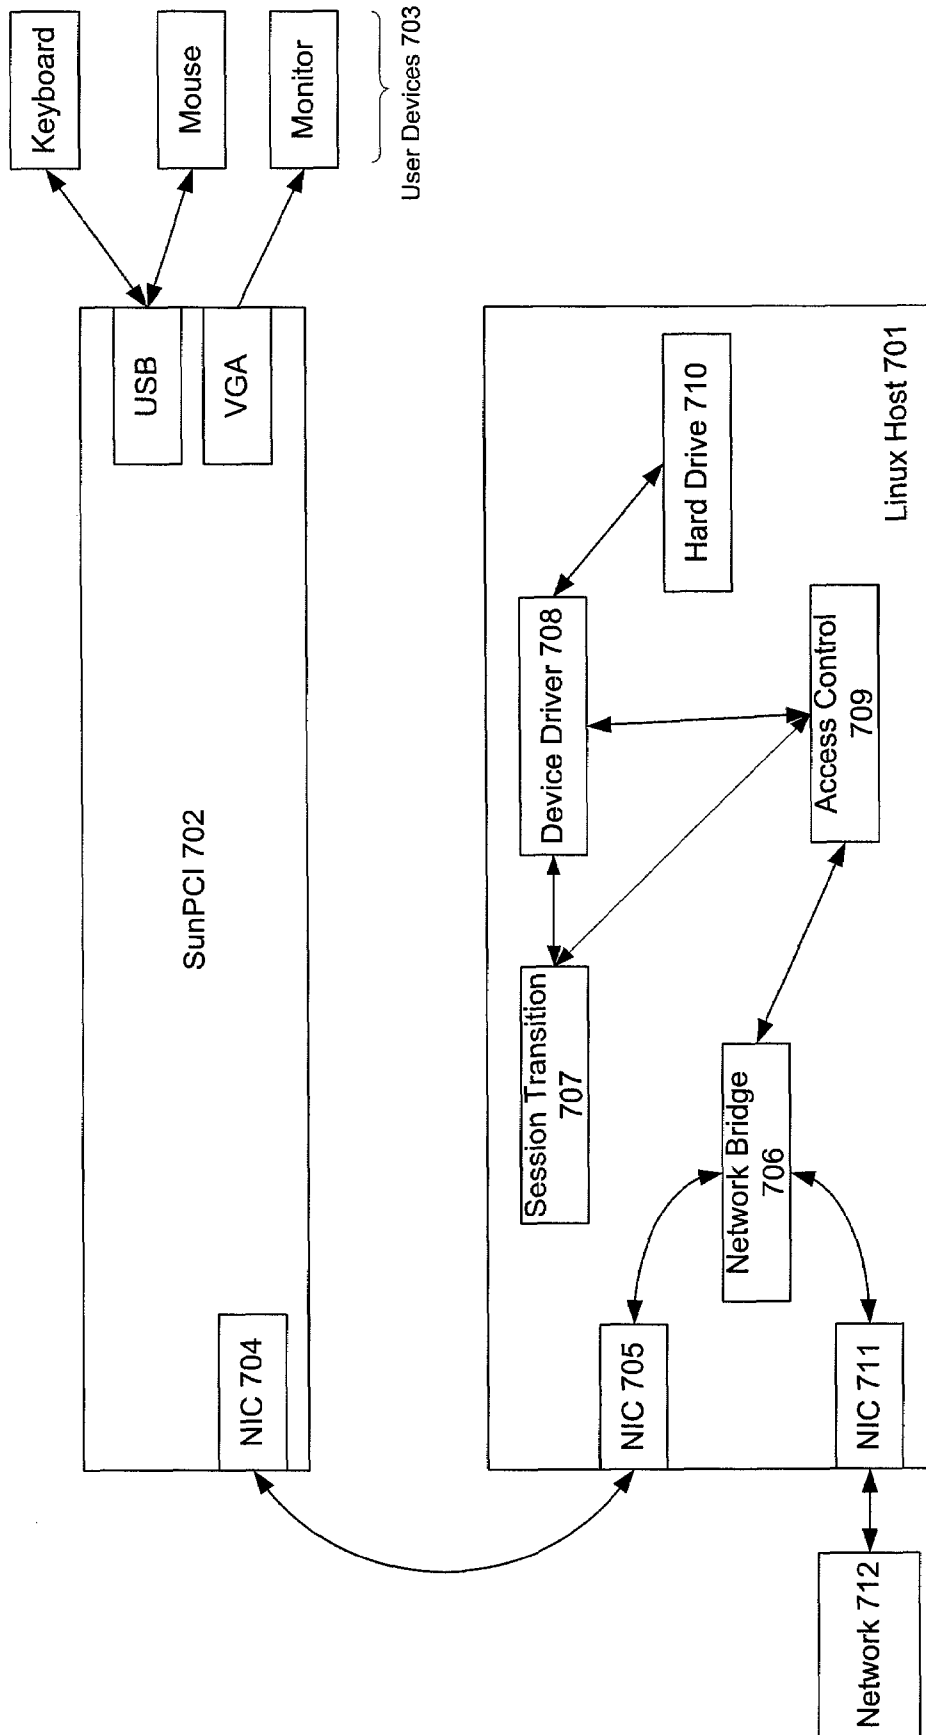 Keyboard
Mouse
Monitor
User Devices 703
USB
VGA
SunPCI 702
NIC 704
Hard Drive 710
Linux Host 701
Device Driver 708
Access Control
709
Session Transition
707
Network Bridge
706
NIC 705
NIC 711
Network 712